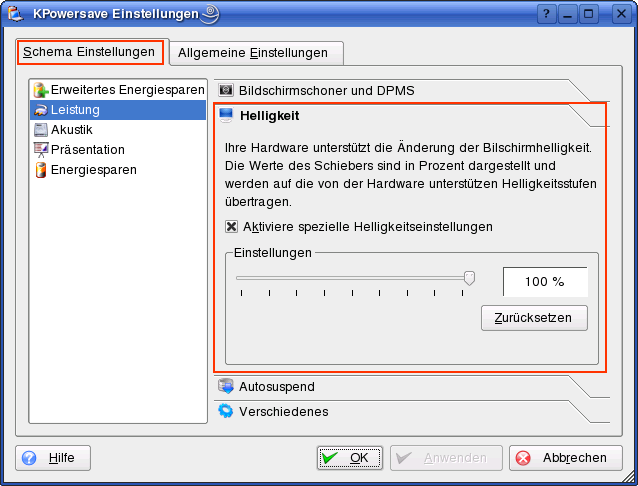 KPowersave Einstellungen
Schema Einstellungen
Allgemeine Einstellungen
Erweitertes Energiesparen
Leistung
Akustik
Präsentation
Energiesparen
Bildschirmschoner und DPMS
Helligkeit
Ihre Hardware unterstützt die Änderung der Bilschirmhelligkeit.
Die Werte des Schiebers sind in Prozent dargestellt und
werden auf die von der Hardware unterstützen Helligkeitsstufen
übertragen.
Aktiviere spezielle Helligkeitseinstellungen
Einstellungen
100 %
Zurücksetzen
Autosuspend
Verschiedenes
Hilfe
OK
Anwenden
Abbrechen